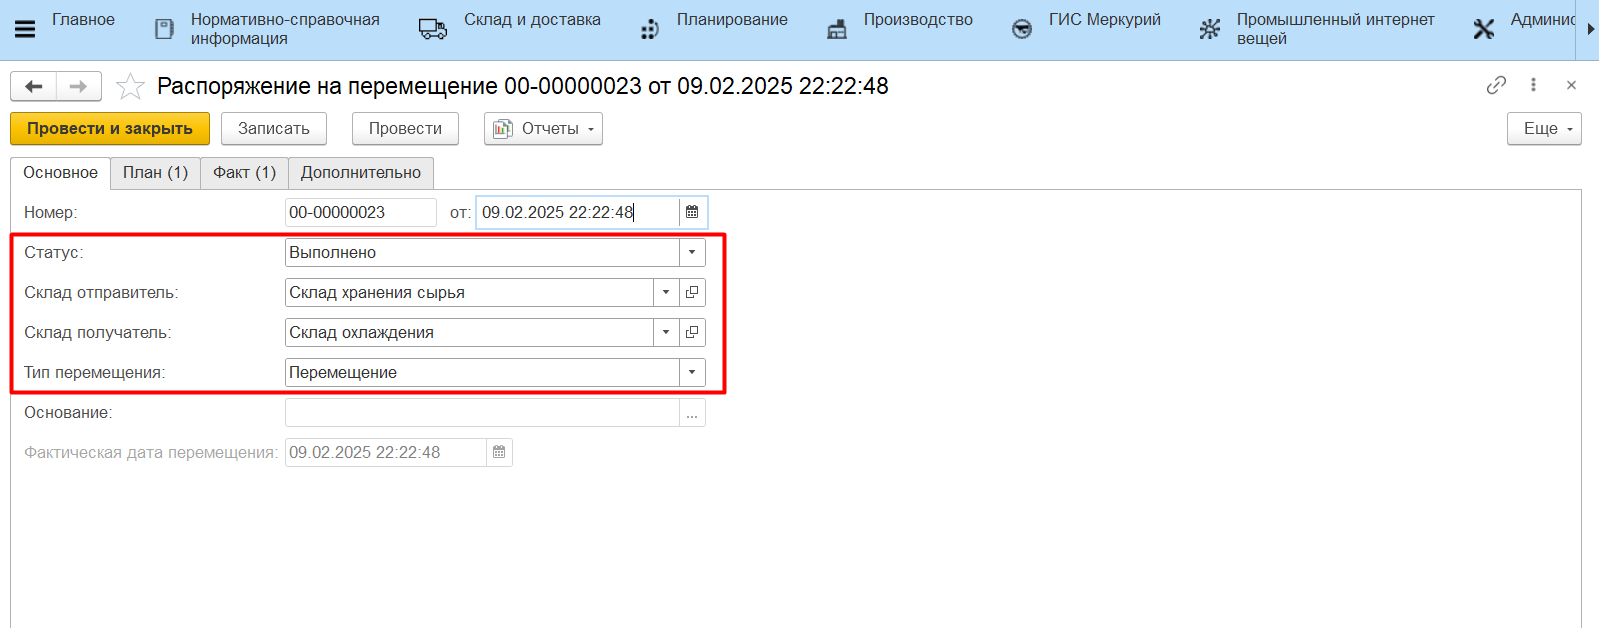 Главное
Нормативно-справочная
информация
Склад и доставка
Планирование
Производство
ГИС Меркурий
Промышленный интернет
вещей
Админис
Распоряжение на перемещение 00-00000023 от 09.02.2025 22:22:48
Провести и закрыть
Записать
Провести
Отчеты
Еще
Основное
План (1)
Факт (1)
Дополнительно
Номер: 00-00000023 от: 09.02.2025 22:22:48
Статус: Выполнено
Склад отправитель: Склад хранения сырья
Склад получатель: Склад охлаждения
Тип перемещения: Перемещение
Основание: ...
Фактическая дата перемещения: 09.02.2025 22:22:48